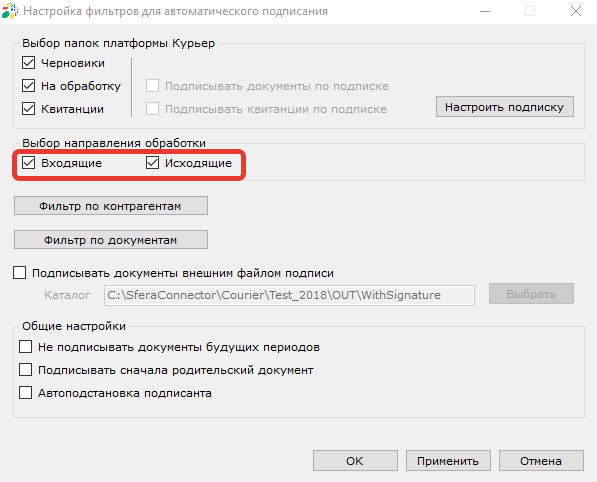 Настройка фильтров для автоматического подписания
Выбор папок платформы Курьер
Черновики
На обработку
Подписывать документы по подписке
Квитанции
Подписывать квитанции по подписке
Настроить подписку
Выбор направления обработки
Входящие
Исходящие
Фильтр по контрагентам
Фильтр по документам
Подписывать документы внешним файлом подписи
Каталог
C:\SferaConnector\Courier\Test_2018\OUT\WithSignature
Выбрать
Общие настройки
Не подписывать документы будущих периодов
Подписывать сначала родительский документ
Автоподстановка подписанта
OK
Применить
Отмена